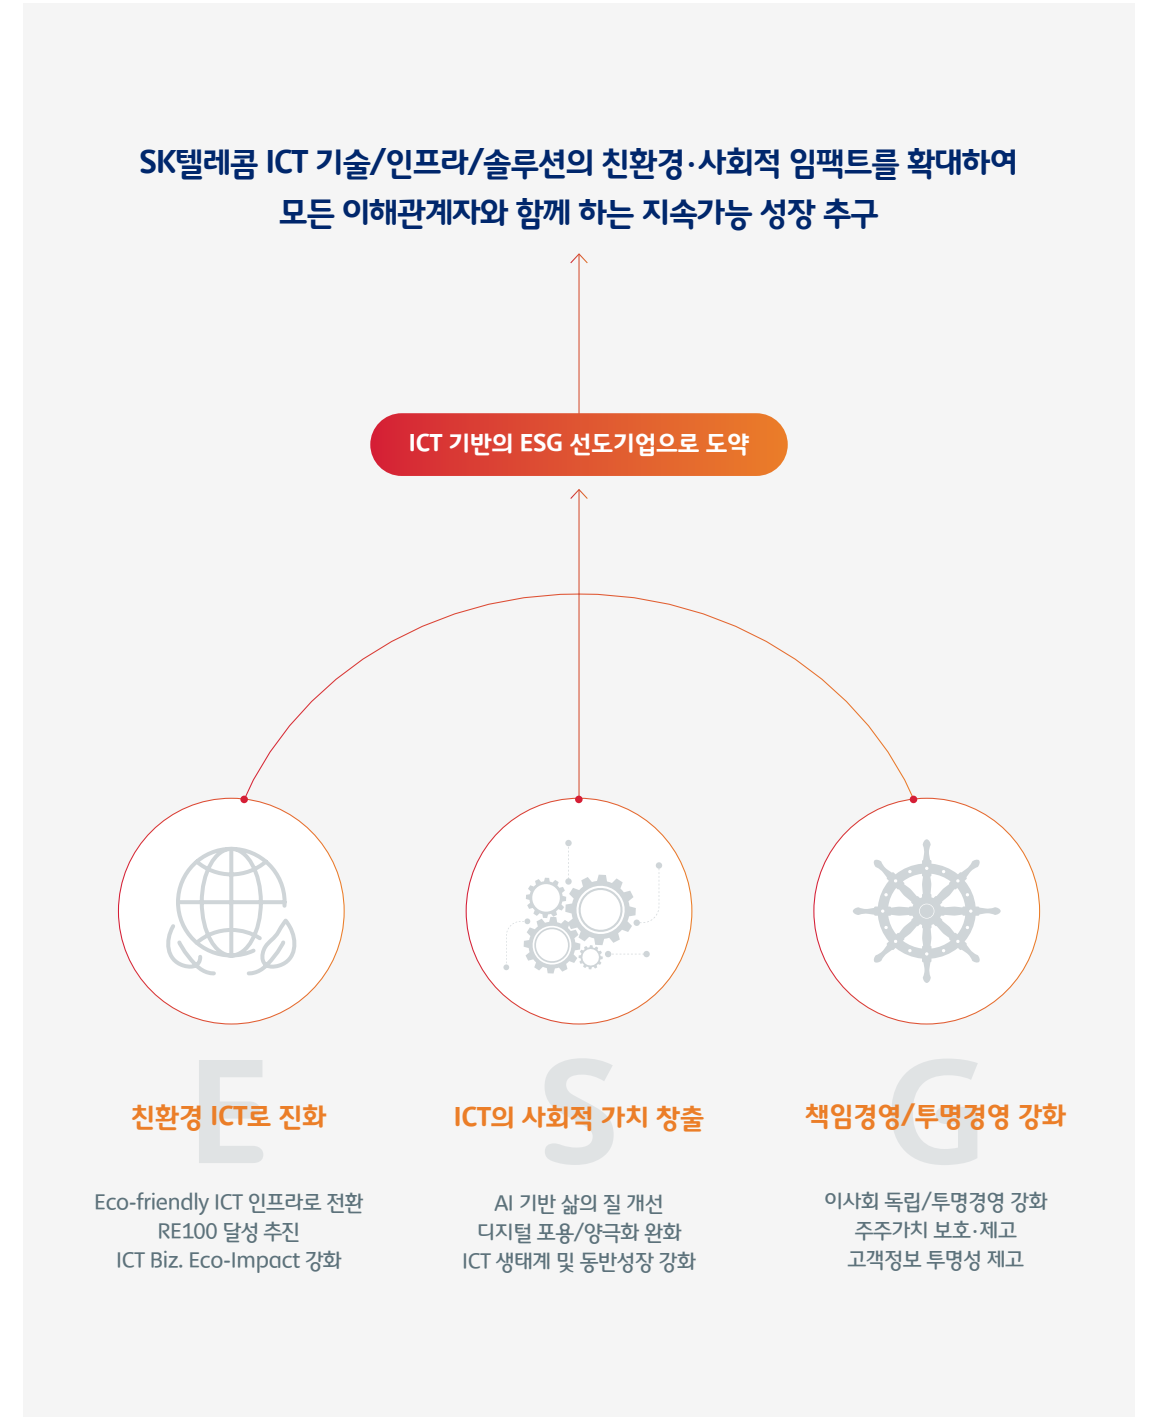 SK텔레콤 ICT 기술/인프라/솔루션의 친환경·사회적 임팩트를 확대하여
모든 이해관계자와 함께 하는 지속가능 성장 추구
ICT 기반의 ESG 선도기업으로 도약
E
친환경 ICT로 진화
Eco-friendly ICT 인프라로 전환
RE100 달성 추진
ICT Biz. Eco-Impact 강화
S
ICT의 사회적 가치 창출
AI 기반 삶의 질 개선
디지털 포용/양극화 완화
ICT 생태계 및 동반성장 강화
G
책임경영/투명경영 강화
이사회 독립/투명경영 강화
주주가치 보호·제고
고객정보 투명성 제고